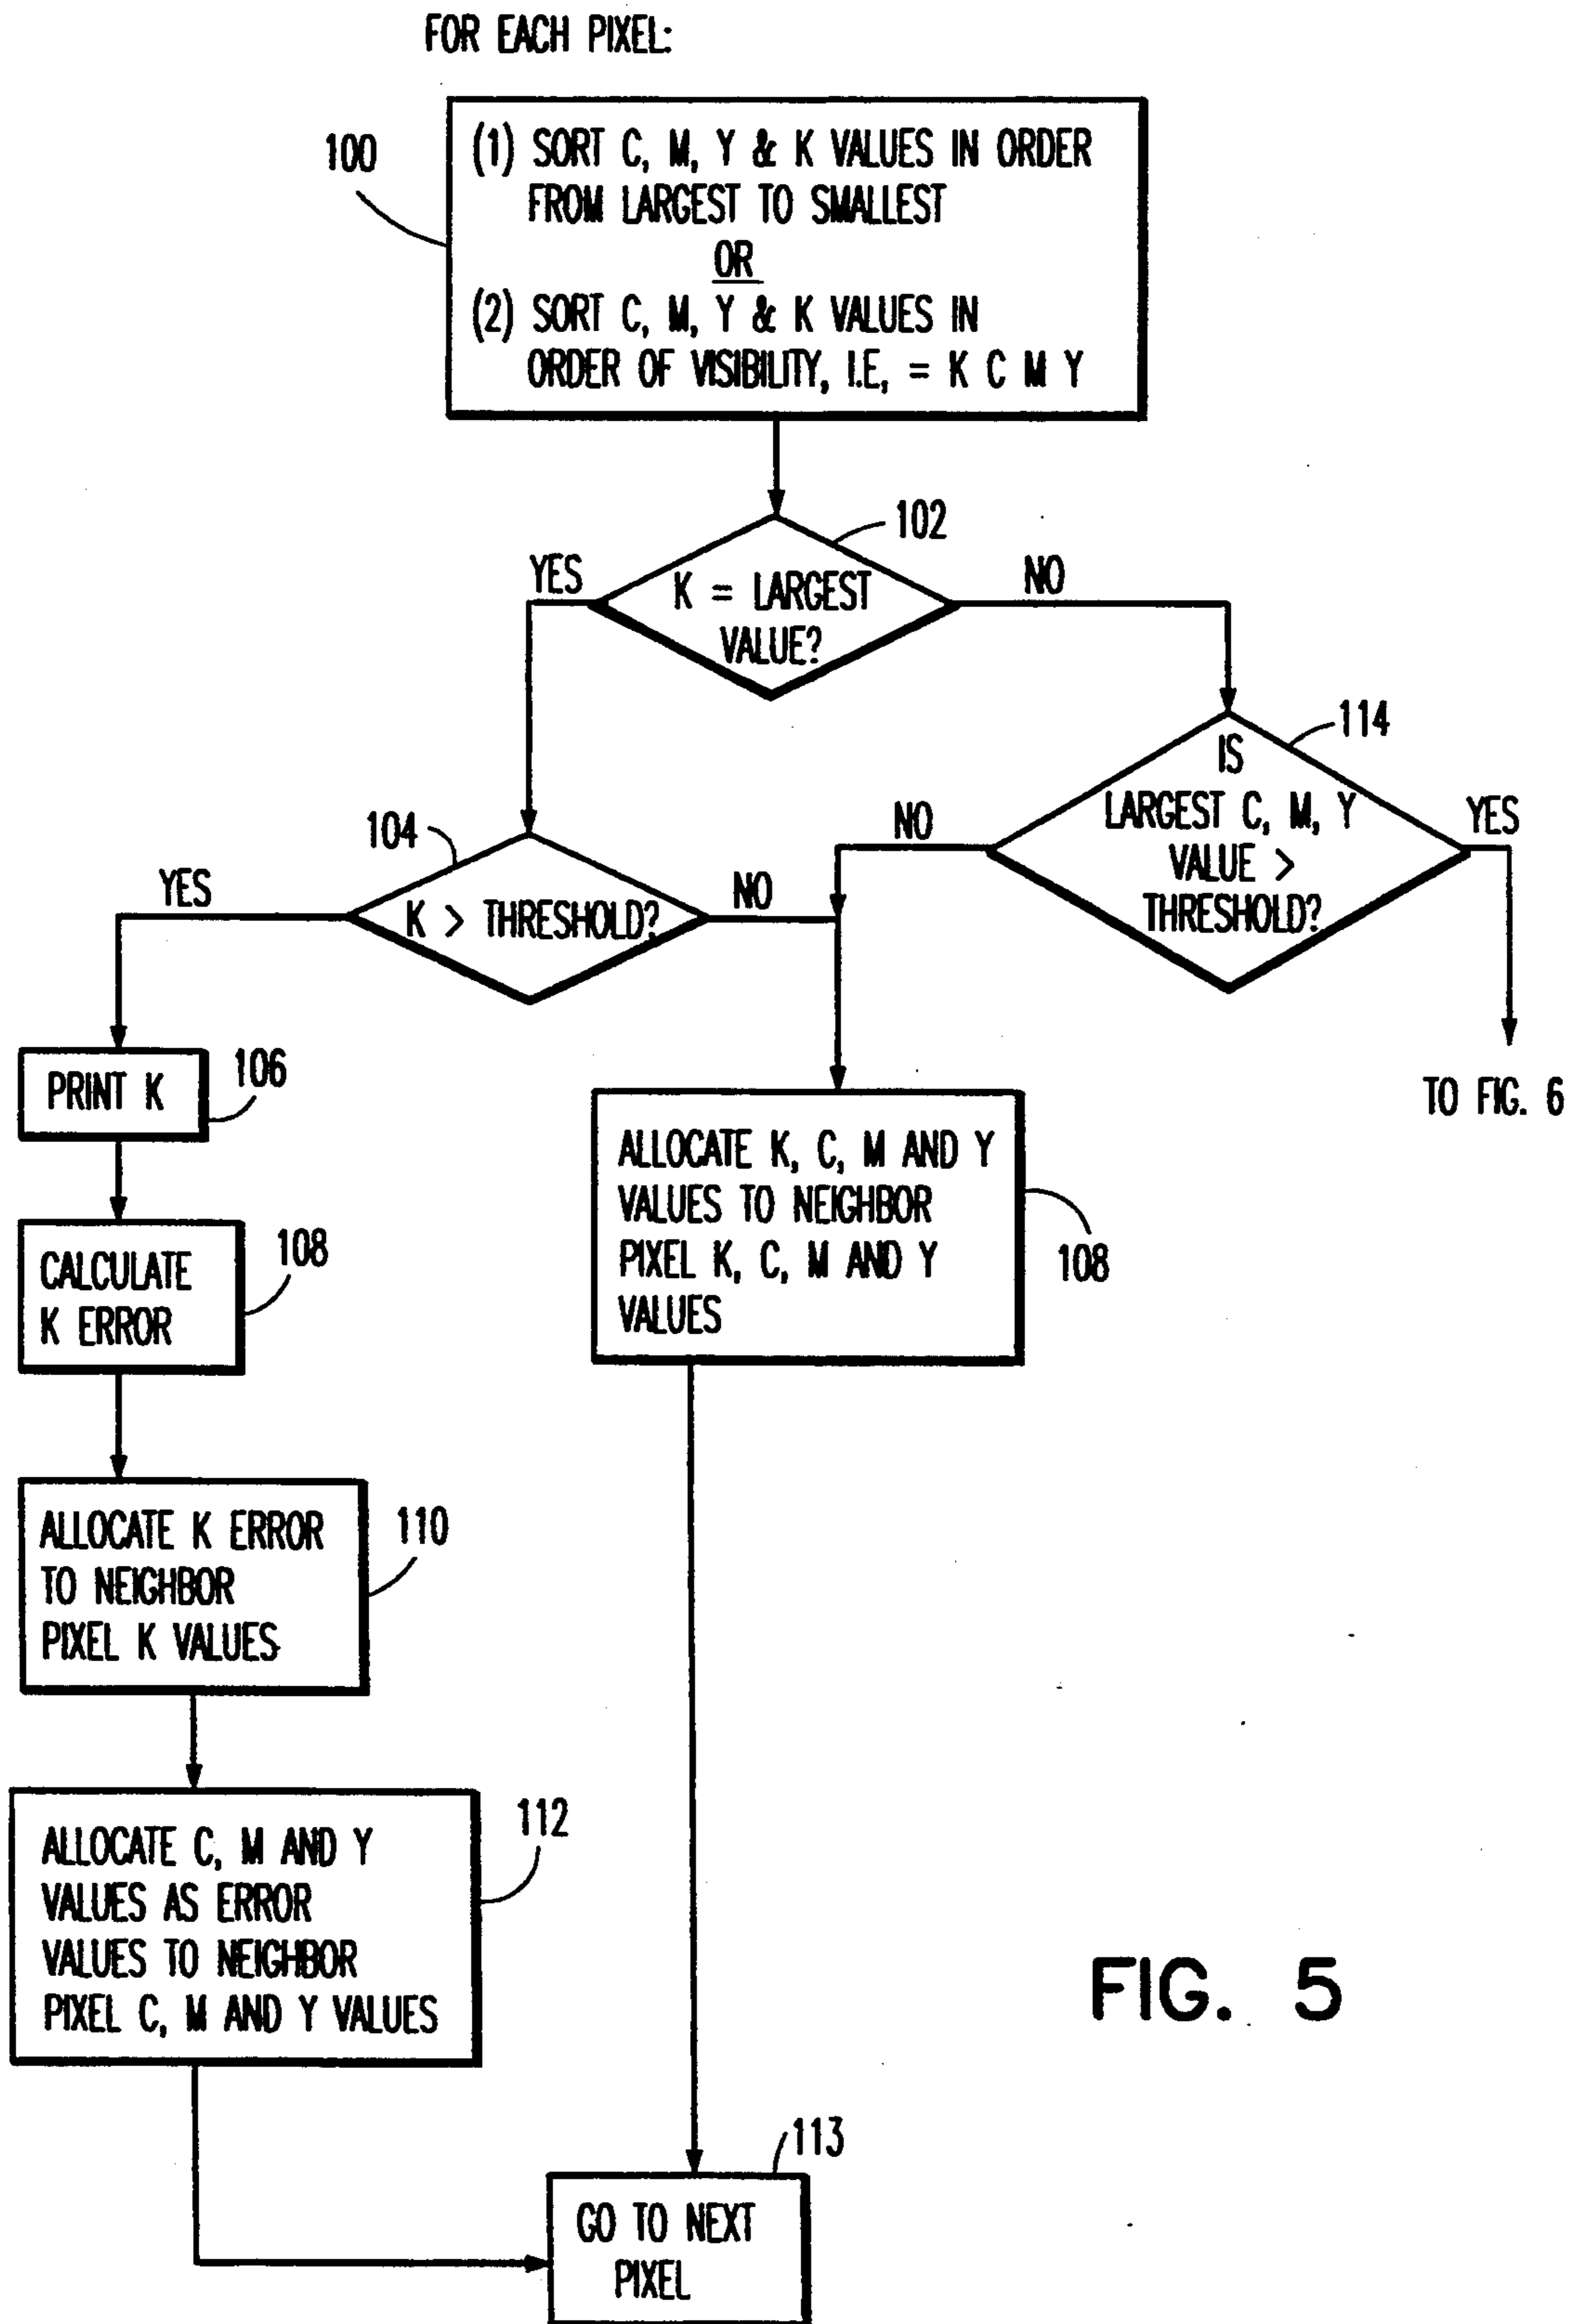 FOR EACH PIXEL:
100
(1) SORT C, M, Y & K VALUES IN ORDER
FROM LARGEST TO SMALLEST
OR
(2) SORT C, M, Y & K VALUES IN
ORDER OF VISIBILITY, I.E, = K C M Y
102
YES
K = LARGEST
VALUE?
NO
114
IS
LARGEST C, M, Y
VALUE >
THRESHOLD?
NO
YES
104
YES
K > THRESHOLD?
NO
TO FIG. 6
PRINT K
106
CALCULATE
K ERROR
108
ALLOCATE K, C, M AND Y
VALUES TO NEIGHBOR
PIXEL K, C, M AND Y
VALUES
108
ALLOCATE K ERROR
TO NEIGHBOR
PIXEL K VALUES
110
ALLOCATE C, M AND Y
VALUES AS ERROR
VALUES TO NEIGHBOR
PIXEL C, M AND Y VALUES
112
113
GO TO NEXT
PIXEL
FIG. 5